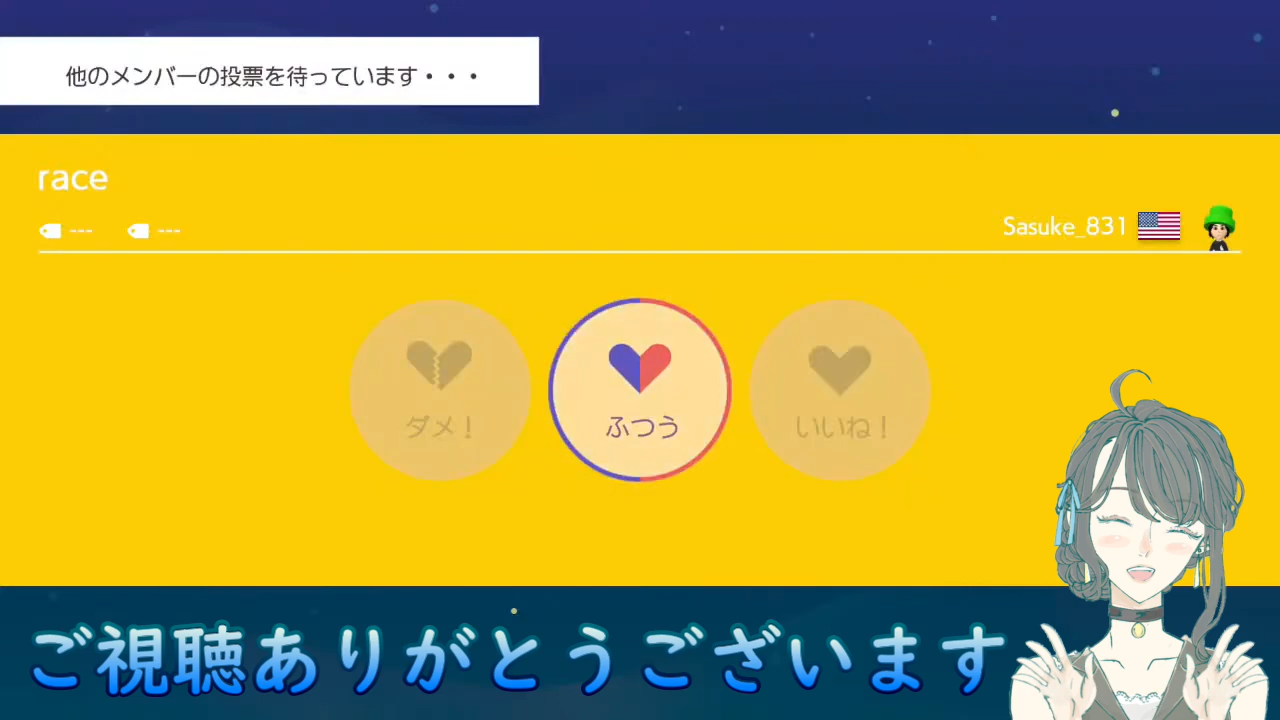 他のメンバーの投票を待っています・・・
race
--- ---
Sasuke_831
ダメ！
ふつう
いいね！
ご視聴ありがとうございます